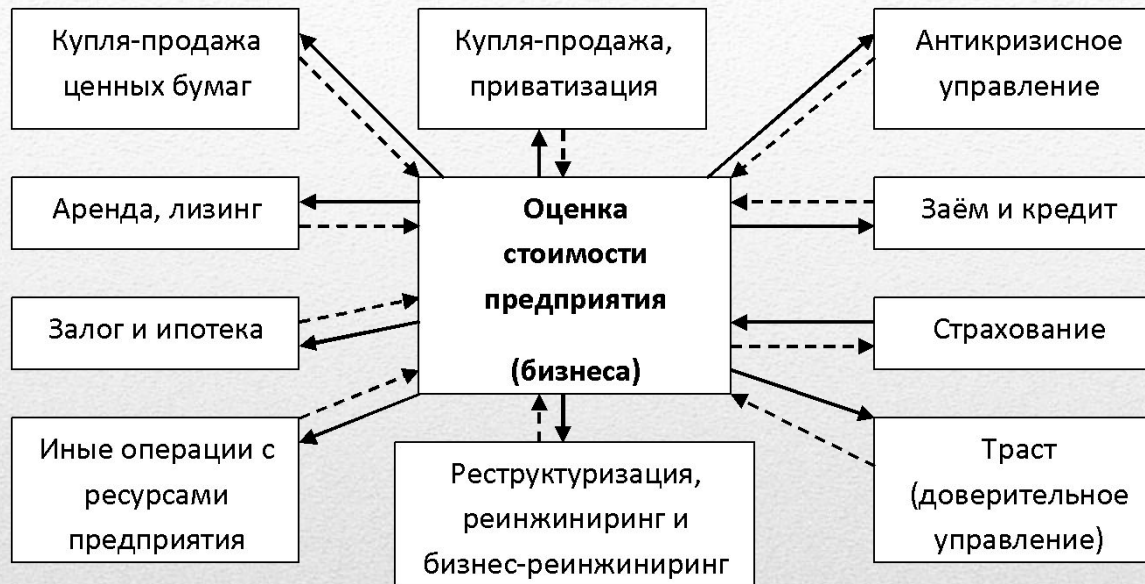 Купля-продажа
ценных бумаг
Купля-продажа,
приватизация
Антикризисное
управление
Аренда, лизинг
Оценка
стоимости
предприятия
(бизнеса)
Заём и кредит
Залог и ипотека
Страхование
Иные операции с
ресурсами
предприятия
Реструктуризация,
реинжиниринг и
бизнес-реинжиниринг
Траст
(доверительное
управление)